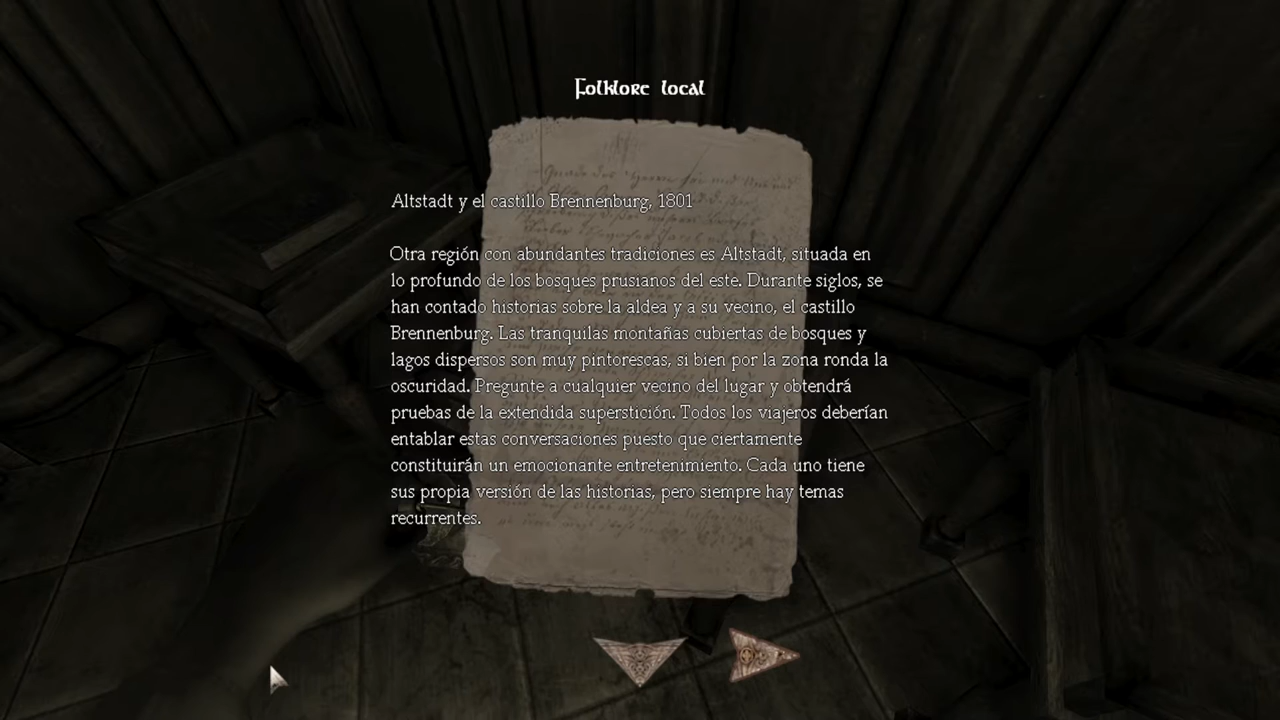 Folklore local
Altstadt y el castillo Brennenburg, 1801
Otra región con abundantes tradiciones es Altstadt, situada en
lo profundo de los bosques prusianos del este. Durante siglos, se
han contado historias sobre la aldea y a su vecino, el castillo
Brennenburg. Las tranquilas montañas cubiertas de bosques y
lagos dispersos son muy pintorescas, si bien por la zona ronda la
oscuridad. Pregunte a cualquier vecino del lugar y obtendrá
pruebas de la extendida superstición. Todos los viajeros deberían
entablar estas conversaciones puesto que ciertamente
constituirán un emocionante entretenimiento. Cada uno tiene
sus propia versión de las historias, pero siempre hay temas
recurrentes.